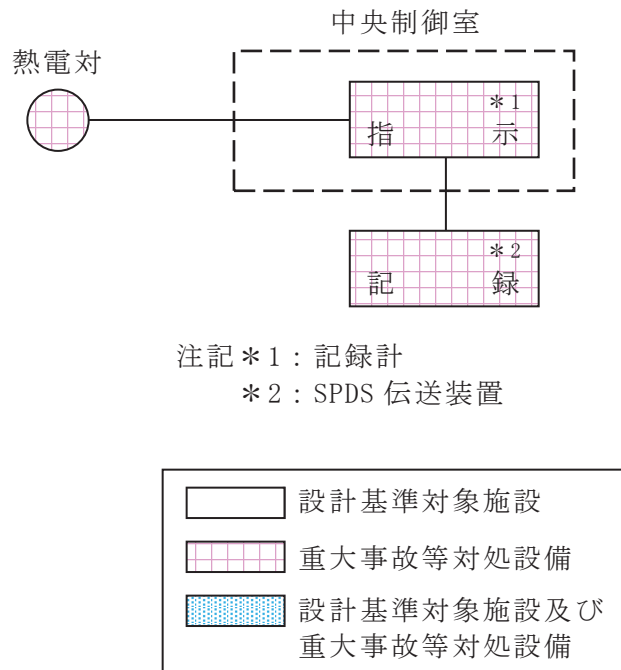 中央制御室
熱電対
*1
指 示
*2
記 録
注記*1：記録計
*2：SPDS 伝送装置
設計基準対象施設
重大事故等対処設備
設計基準対象施設及び
重大事故等対処設備